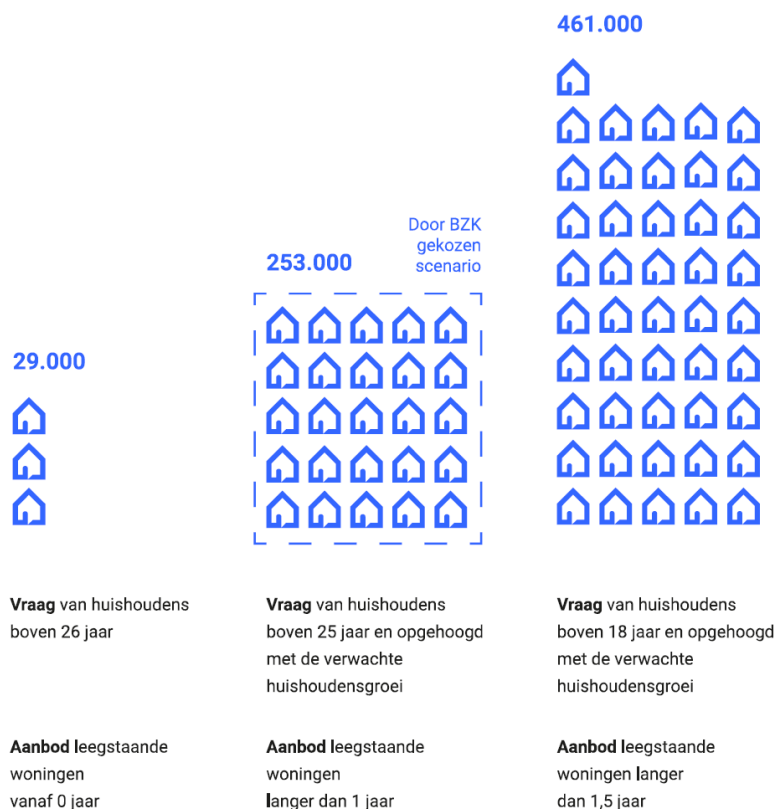 461.000
Door BZK
gekozen
scenario
253.000
29.000
Vraag van huishoudens
boven 26 jaar
Vraag van huishoudens
boven 25 jaar en opgehoogd
met de verwachte
huishoudensgroei
Vraag van huishoudens
boven 18 jaar en opgehoogd
met de verwachte
huishoudensgroei
Aanbod leegstaande
woningen
vanaf 0 jaar
Aanbod leegstaande
woningen
langer dan 1 jaar
Aanbod leegstaande
woningen langer
dan 1,5 jaar